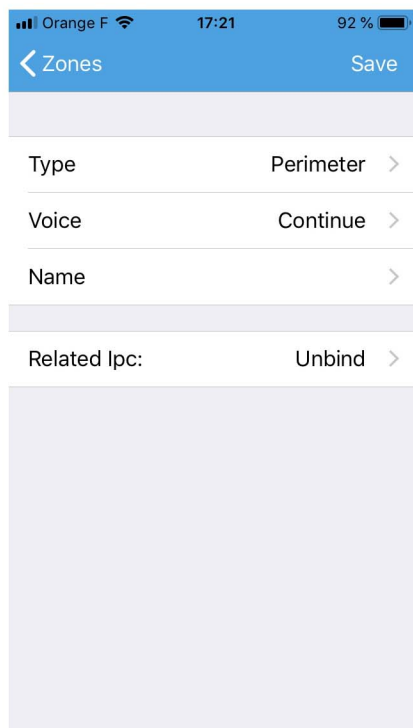 Orange F 17:21 92 %
Zones Save
Type Perimeter
Voice Continue
Name
Related Ipc: Unbind